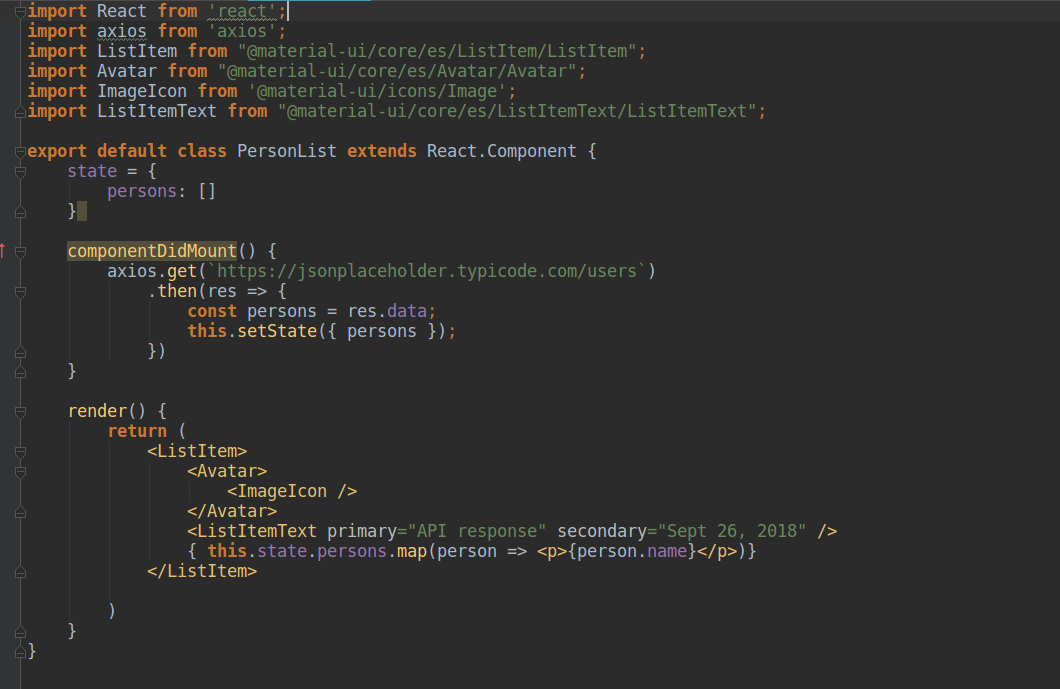 import React from 'react';
import axios from 'axios';
import ListItem from "@material-ui/core/es/ListItem/ListItem";
import Avatar from "@material-ui/core/es/Avatar/Avatar";
import ImageIcon from '@material-ui/icons/Image';
import ListItemText from "@material-ui/core/es/ListItemText/ListItemText";

export default class PersonList extends React.Component {
    state = {
        persons: []
    }

    componentDidMount() {
        axios.get(`https://jsonplaceholder.typicode.com/users`)
            .then(res => {
                const persons = res.data;
                this.setState({ persons });
            })
    }

    render() {
        return (
            <ListItem>
                <Avatar>
                    <ImageIcon />
                </Avatar>
                <ListItemText primary="API response" secondary="Sept 26, 2018" />
                { this.state.persons.map(person => <p>{person.name}</p>)}
            </ListItem>

        )
    }
}